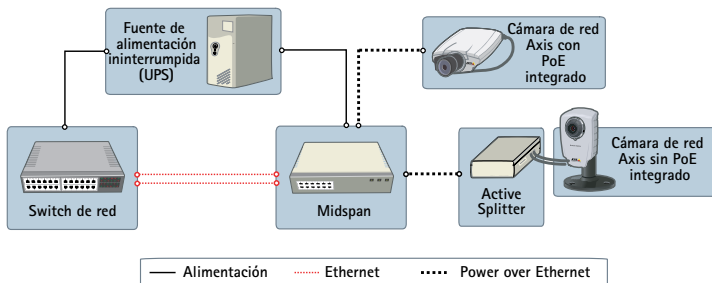 Fuente de
alimentación
ininterrumpida
(UPS)
Cámara de red
Axis con
PoE
integrado
Switch de red
Midspan
Active
Splitter
Cámara de red
Axis sin PoE
integrado
Alimentación
Ethernet
Power over Ethernet